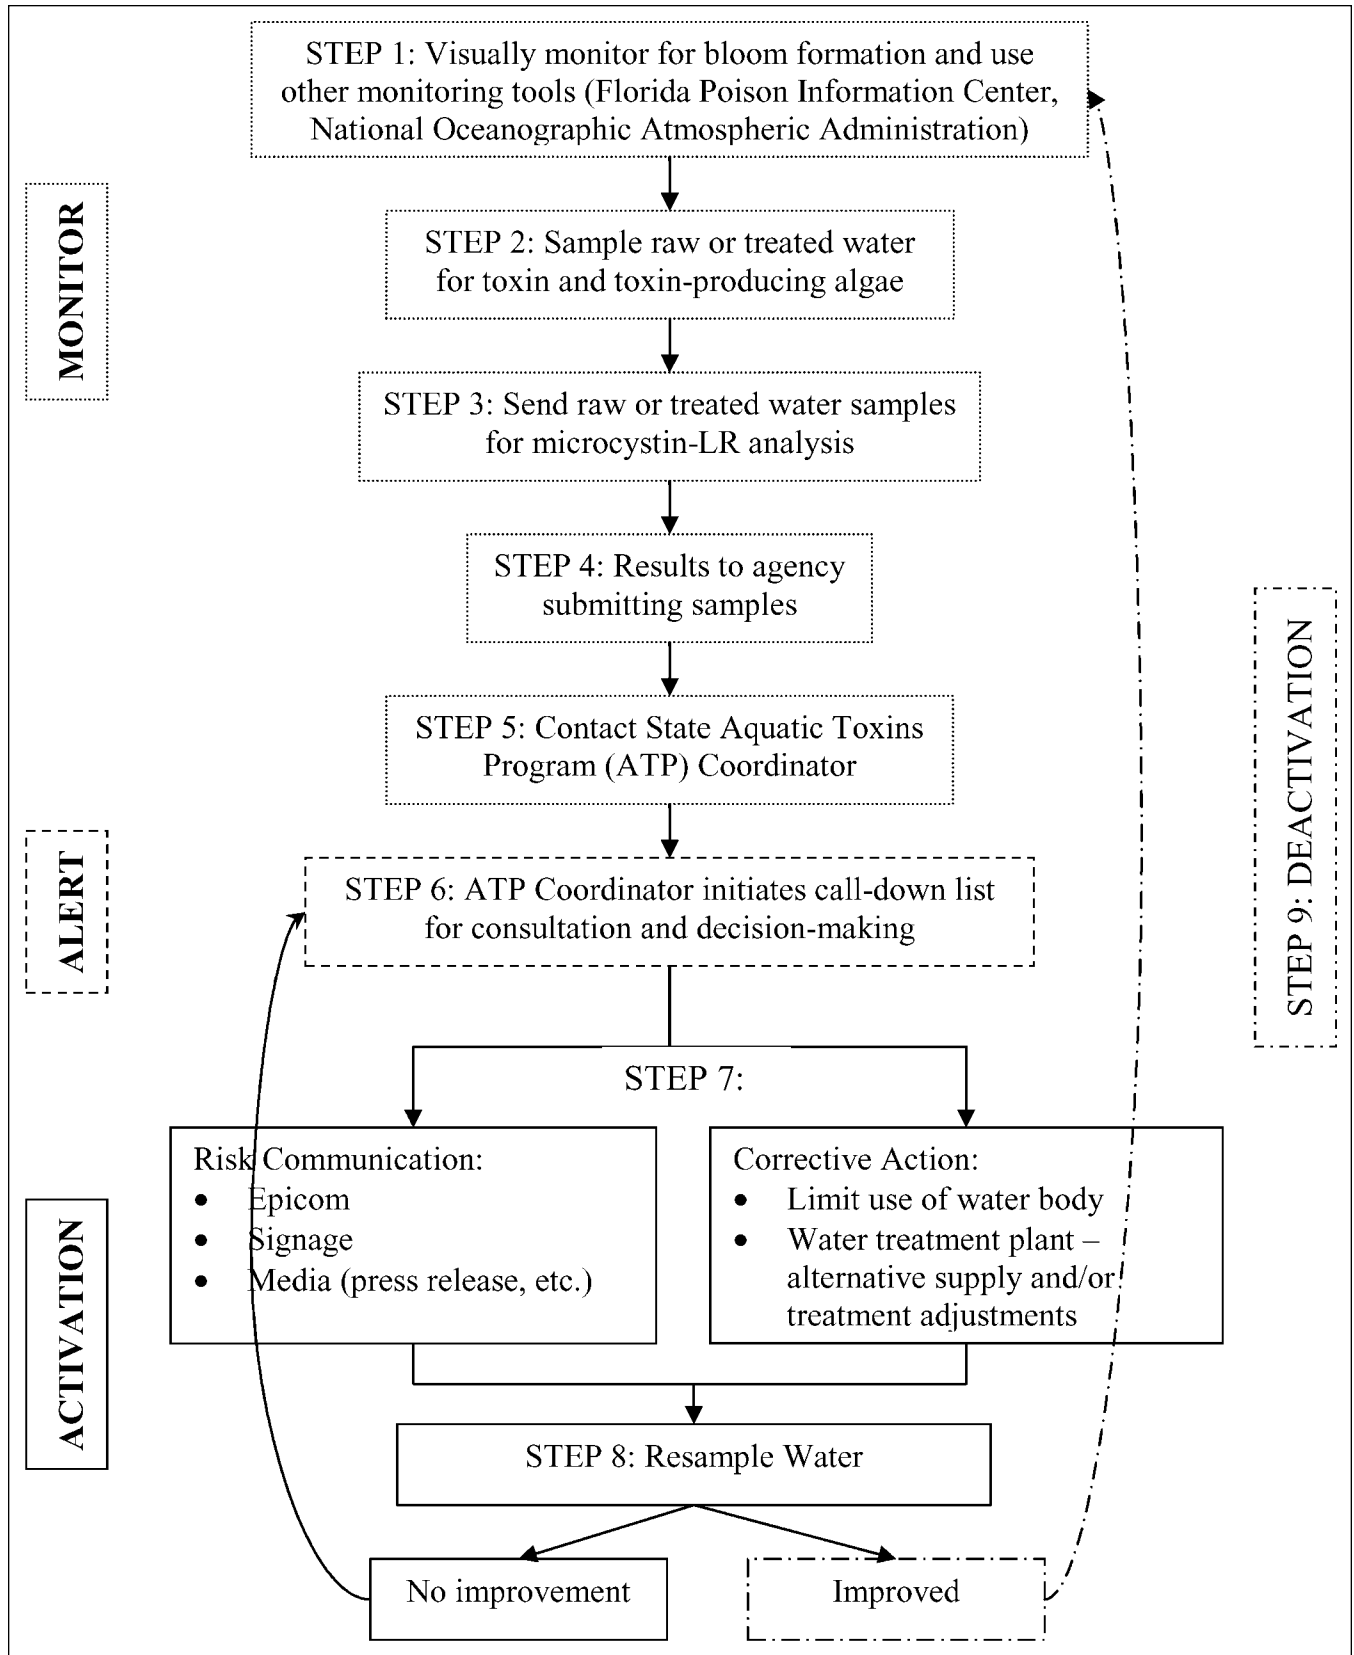 STEP 1: Visually monitor for bloom formation and use
other monitoring tools (Florida Poison Information Center,
National Oceanographic Atmospheric Administration)
MONITOR
STEP 2: Sample raw or treated water
for toxin and toxin-producing algae
STEP 3: Send raw or treated water samples
for microcystin-LR analysis
STEP 4: Results to agency
submitting samples
STEP 5: Contact State Aquatic Toxins
Program (ATP) Coordinator
STEP 9: DEACTIVATION
ALERT
STEP 6: ATP Coordinator initiates call-down list
for consultation and decision-making
STEP 7:
ACTIVATION
Risk Communication:
• Epicom
• Signage
• Media (press release, etc.)
Corrective Action:
• Limit use of water body
• Water treatment plant –
alternative supply and/or
treatment adjustments
STEP 8: Resample Water
No improvement
Improved